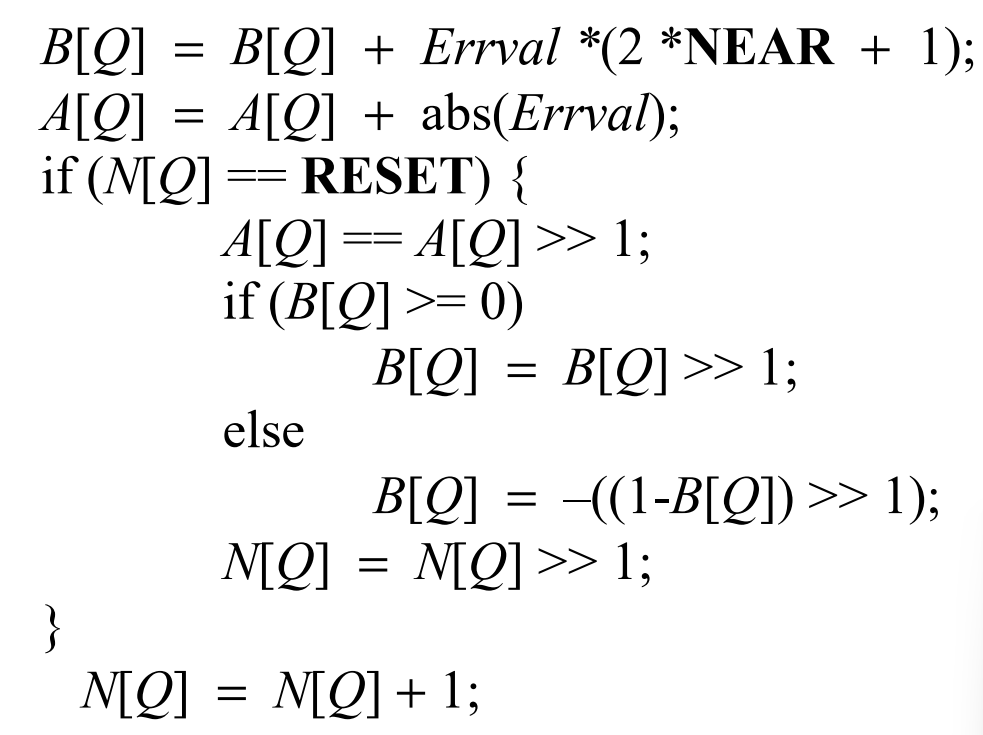 B[Q] = B[Q] + Errval *(2 *NEAR + 1);
A[Q] = A[Q] + abs(Errval);
if (N[Q] == RESET) {
A[Q] == A[Q] >> 1;
if (B[Q] >= 0)
B[Q] = B[Q] >> 1;
else
B[Q] = –((1-B[Q]) >> 1);
N[Q] = N[Q] >> 1;
}
N[Q] = N[Q] + 1;